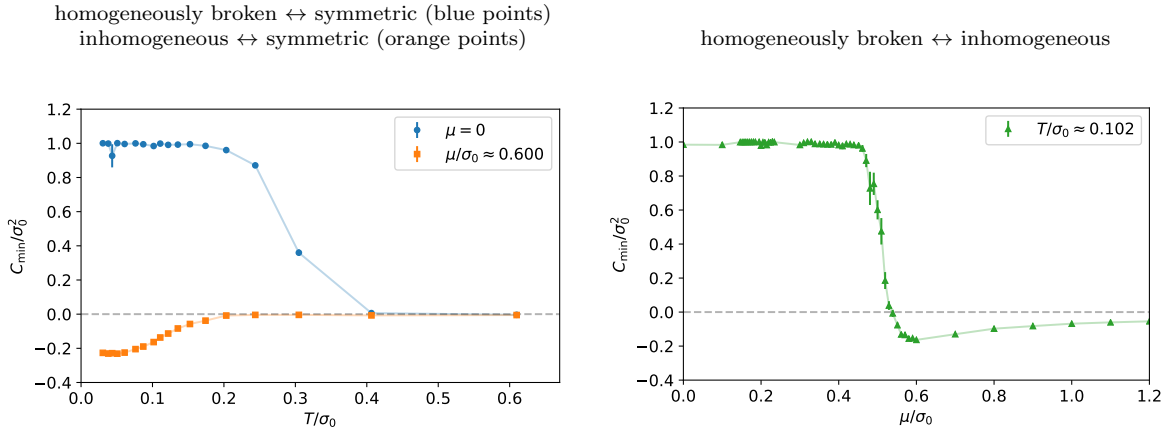 homogeneously broken ↔ symmetric (blue points)
inhomogeneous ↔ symmetric (orange points)
1.2
1.0
0.8
0.6
0.4
0.2
0.0
−0.2
−0.4
C_min/σ_0^2
μ = 0
μ/σ_0 ≈ 0.600
0.0 0.1 0.2 0.3 0.4 0.5 0.6
T/σ_0
homogeneously broken ↔ inhomogeneous
1.2
1.0
0.8
0.6
0.4
0.2
0.0
−0.2
−0.4
C_min/σ_0^2
T/σ_0 ≈ 0.102
0.0 0.2 0.4 0.6 0.8 1.0 1.2
μ/σ_0